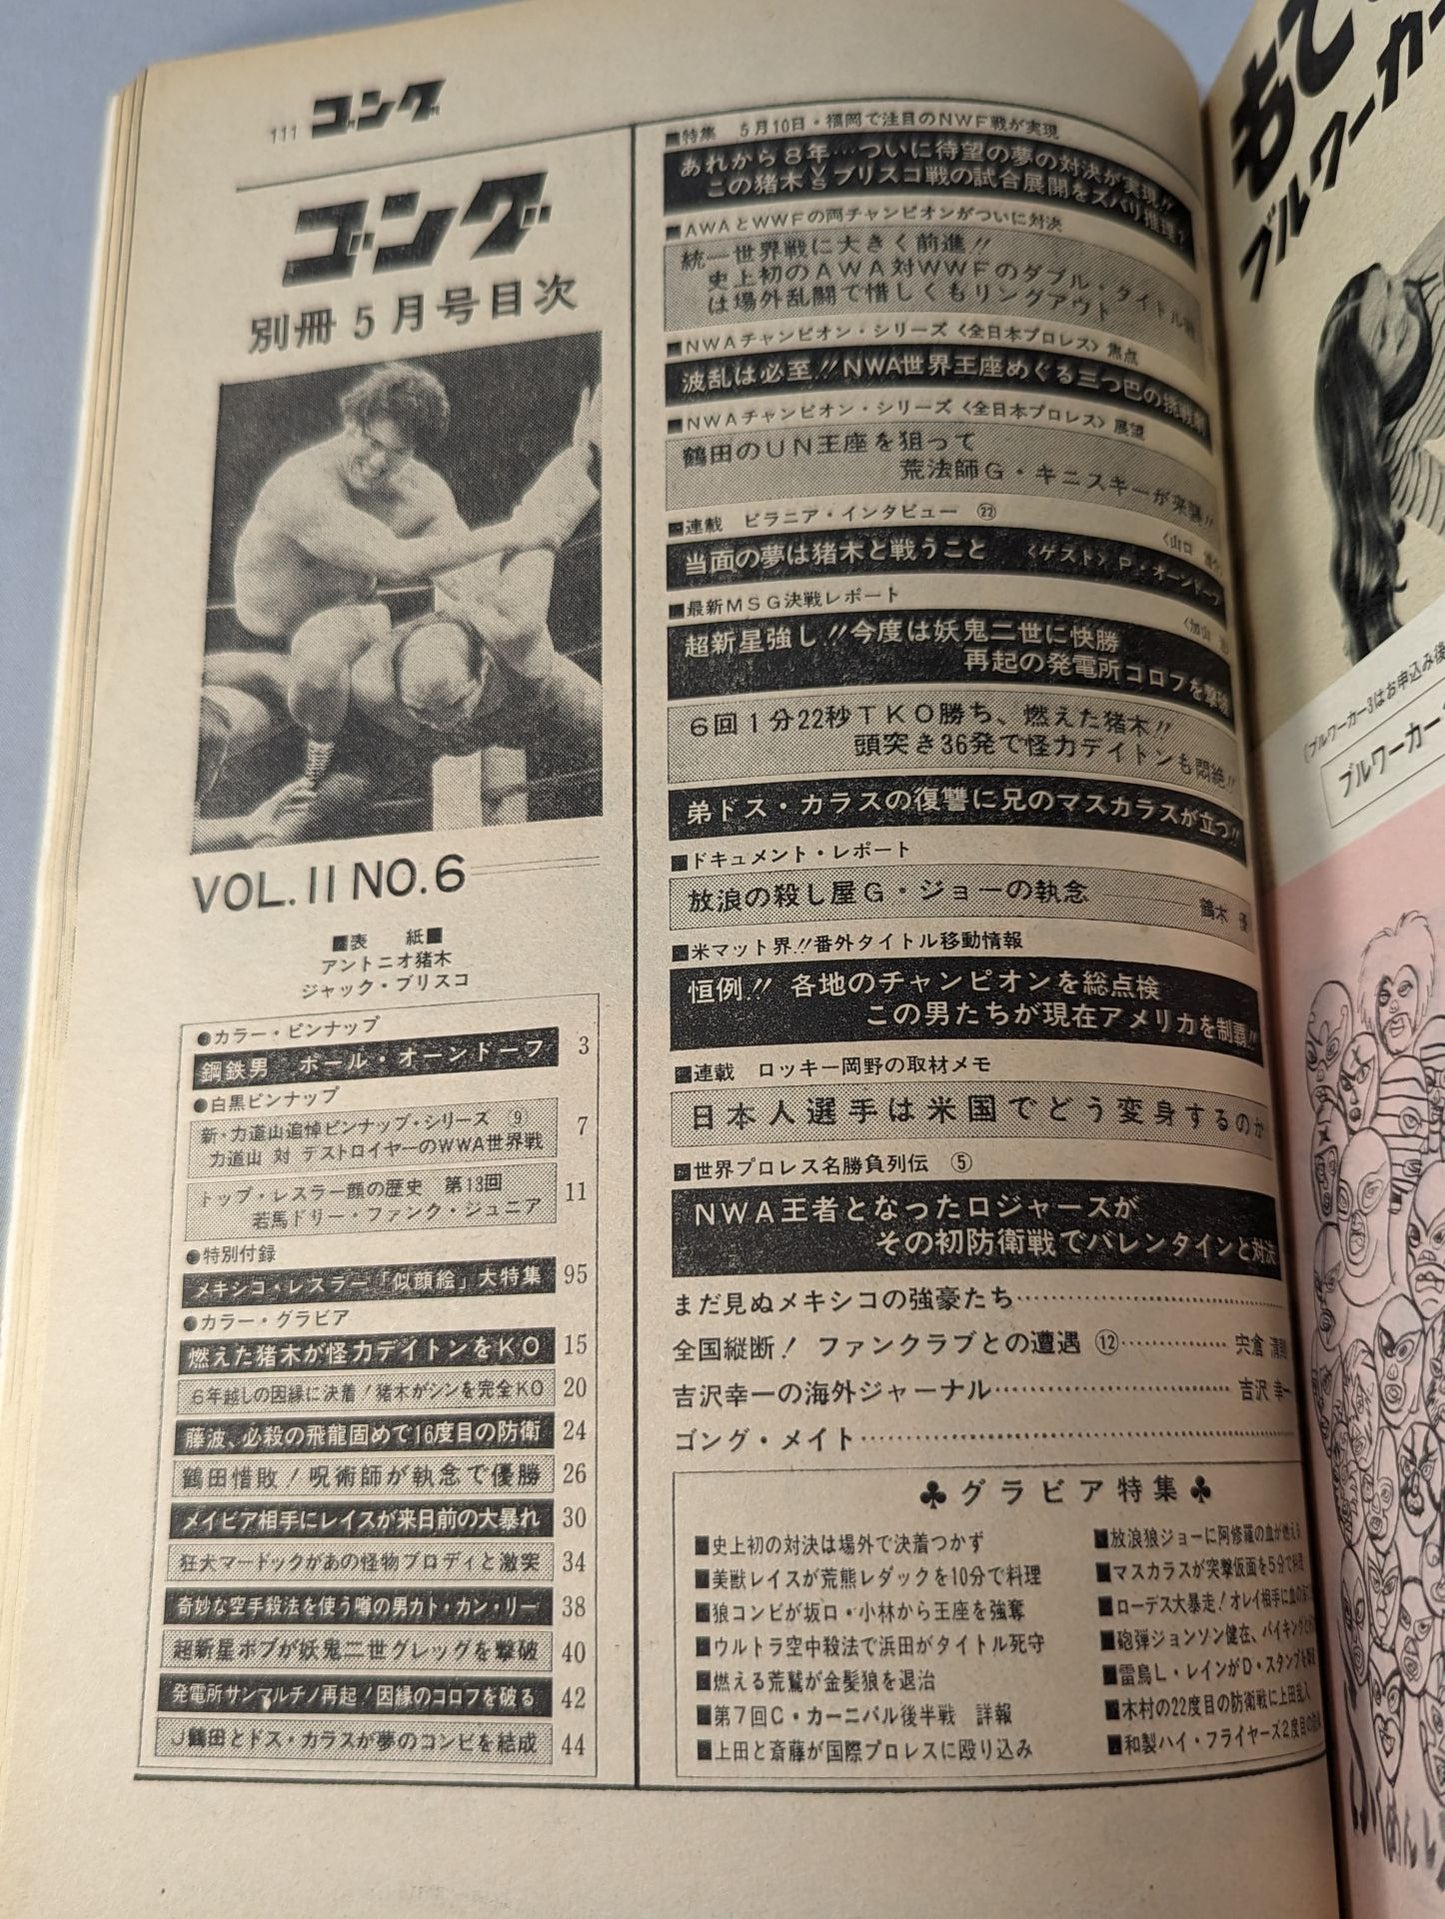 111 ゴング
ゴング
別冊5月号目次
VOL.11 NO.6
■表 紙■
アントニオ猪木
ジャック・ブリスコ
●カラー・ピンナップ
鋼鉄男 ポール・オーンドーフ 3
●白黒ピンナップ
新・力道山追悼ピンナップ・シリーズ ⑨
力道山 対 デストロイヤーのWWA世界戦 7
トップ・レスラー顔の歴史 第13回
若馬ドリー・ファンク・ジュニア 11
●特別付録
メキシコ・レスラー「似顔絵」大特集 95
●カラー・グラビア
燃えた猪木が怪力デイトンをKO 15
6年越しの因縁に決着!猪木がシンを完全KO 20
藤波、必殺の飛龍固めで16度目の防衛 24
鶴田惜敗!呪術師が執念で優勝 26
メイビア相手にレイスが来日前の大暴れ 30
狂犬マードックがあの怪物ブロディと激突 34
奇妙な空手殺法を使う噂の男カト・カン・リー 38
超新星ボブが妖鬼二世グレッグを撃破 40
発電所サンマルチノ再起!因縁のコロフを破る 42
J鶴田とドス・カラスが夢のコンビを結成 44
■特集 5月10日・福岡で注目のNWF戦が実現
あれから8年…ついに待望の夢の対決が実現!!
この猪木VSブリスコ戦の試合展開をズバリ推理?
■AWAとWWFの両チャンピオンがついに対決
統一世界戦に大きく前進!!
史上初のAWA対WWFのダブル・タイトル戦
は場外乱闘で惜しくもリングアウト
■NWAチャンピオン・シリーズ〈全日本プロレス〉焦点
波乱は必至!!NWA世界王座めぐる三つ巴の挑戦
■NWAチャンピオン・シリーズ〈全日本プロレス〉展望
鶴田のUN王座を狙って
荒法師G・キニスキーが来襲!!
■連載 ピラニア・インタビュー ㉒
〈山口
当面の夢は猪木と戦うこと 〈ゲスト〉P・オーンドーフ
■最新MSG決戦レポート
超新星強し!!今度は妖鬼二世に快勝
再起の発電所コロフを撃破
6回1分22秒TKO勝ち、燃えた猪木!!
頭突き36発で怪力デイトンも悶絶!!
弟ドス・カラスの復讐に兄のマスカラスが立つ!!
■ドキュメント・レポート
放浪の殺し屋G・ジョーの執念 鶴木 優
■米マット界!!番外タイトル移動情報
恒例!! 各地のチャンピオンを総点検
この男たちが現在アメリカを制覇!!
■連載 ロッキー岡野の取材メモ
日本人選手は米国でどう変身するのか
■世界プロレス名勝負列伝 ⑤
NWA王者となったロジャースが
その初防衛戦でバレンタインと対決
まだ見ぬメキシコの強豪たち……
全国縦断! ファンクラブとの遭遇 ⑫…… 宍倉 清
吉沢幸一の海外ジャーナル…… 吉沢 幸一
ゴング・メイト……
♣グラビア特集♣
■史上初の対決は場外で決着つかず
■美獣レイスが荒熊レダックを10分で料理
■狼コンビが坂口・小林から王座を強奪
■ウルトラ空中殺法で浜田がタイトル死守
■燃える荒鷲が金髪狼を退治
■第7回C・カーニバル後半戦 詳報
■上田と斎藤が国際プロレスに殴り込み
■放浪狼ジョーに阿修羅の血が燃える
■マスカラスが突撃仮面を5分で料理
■ローデス大暴走!オレイ相手に血の
■砲弾ジョンソン健在、バイキング
■雷鳥L・レインがD・スタンプを
■木村の22度目の防衛戦に上田乱入
■和製ハイ・フライヤーズ2度目の
ブルワーカー
(ブルワーカー3はお申込み後
ブルワーカー